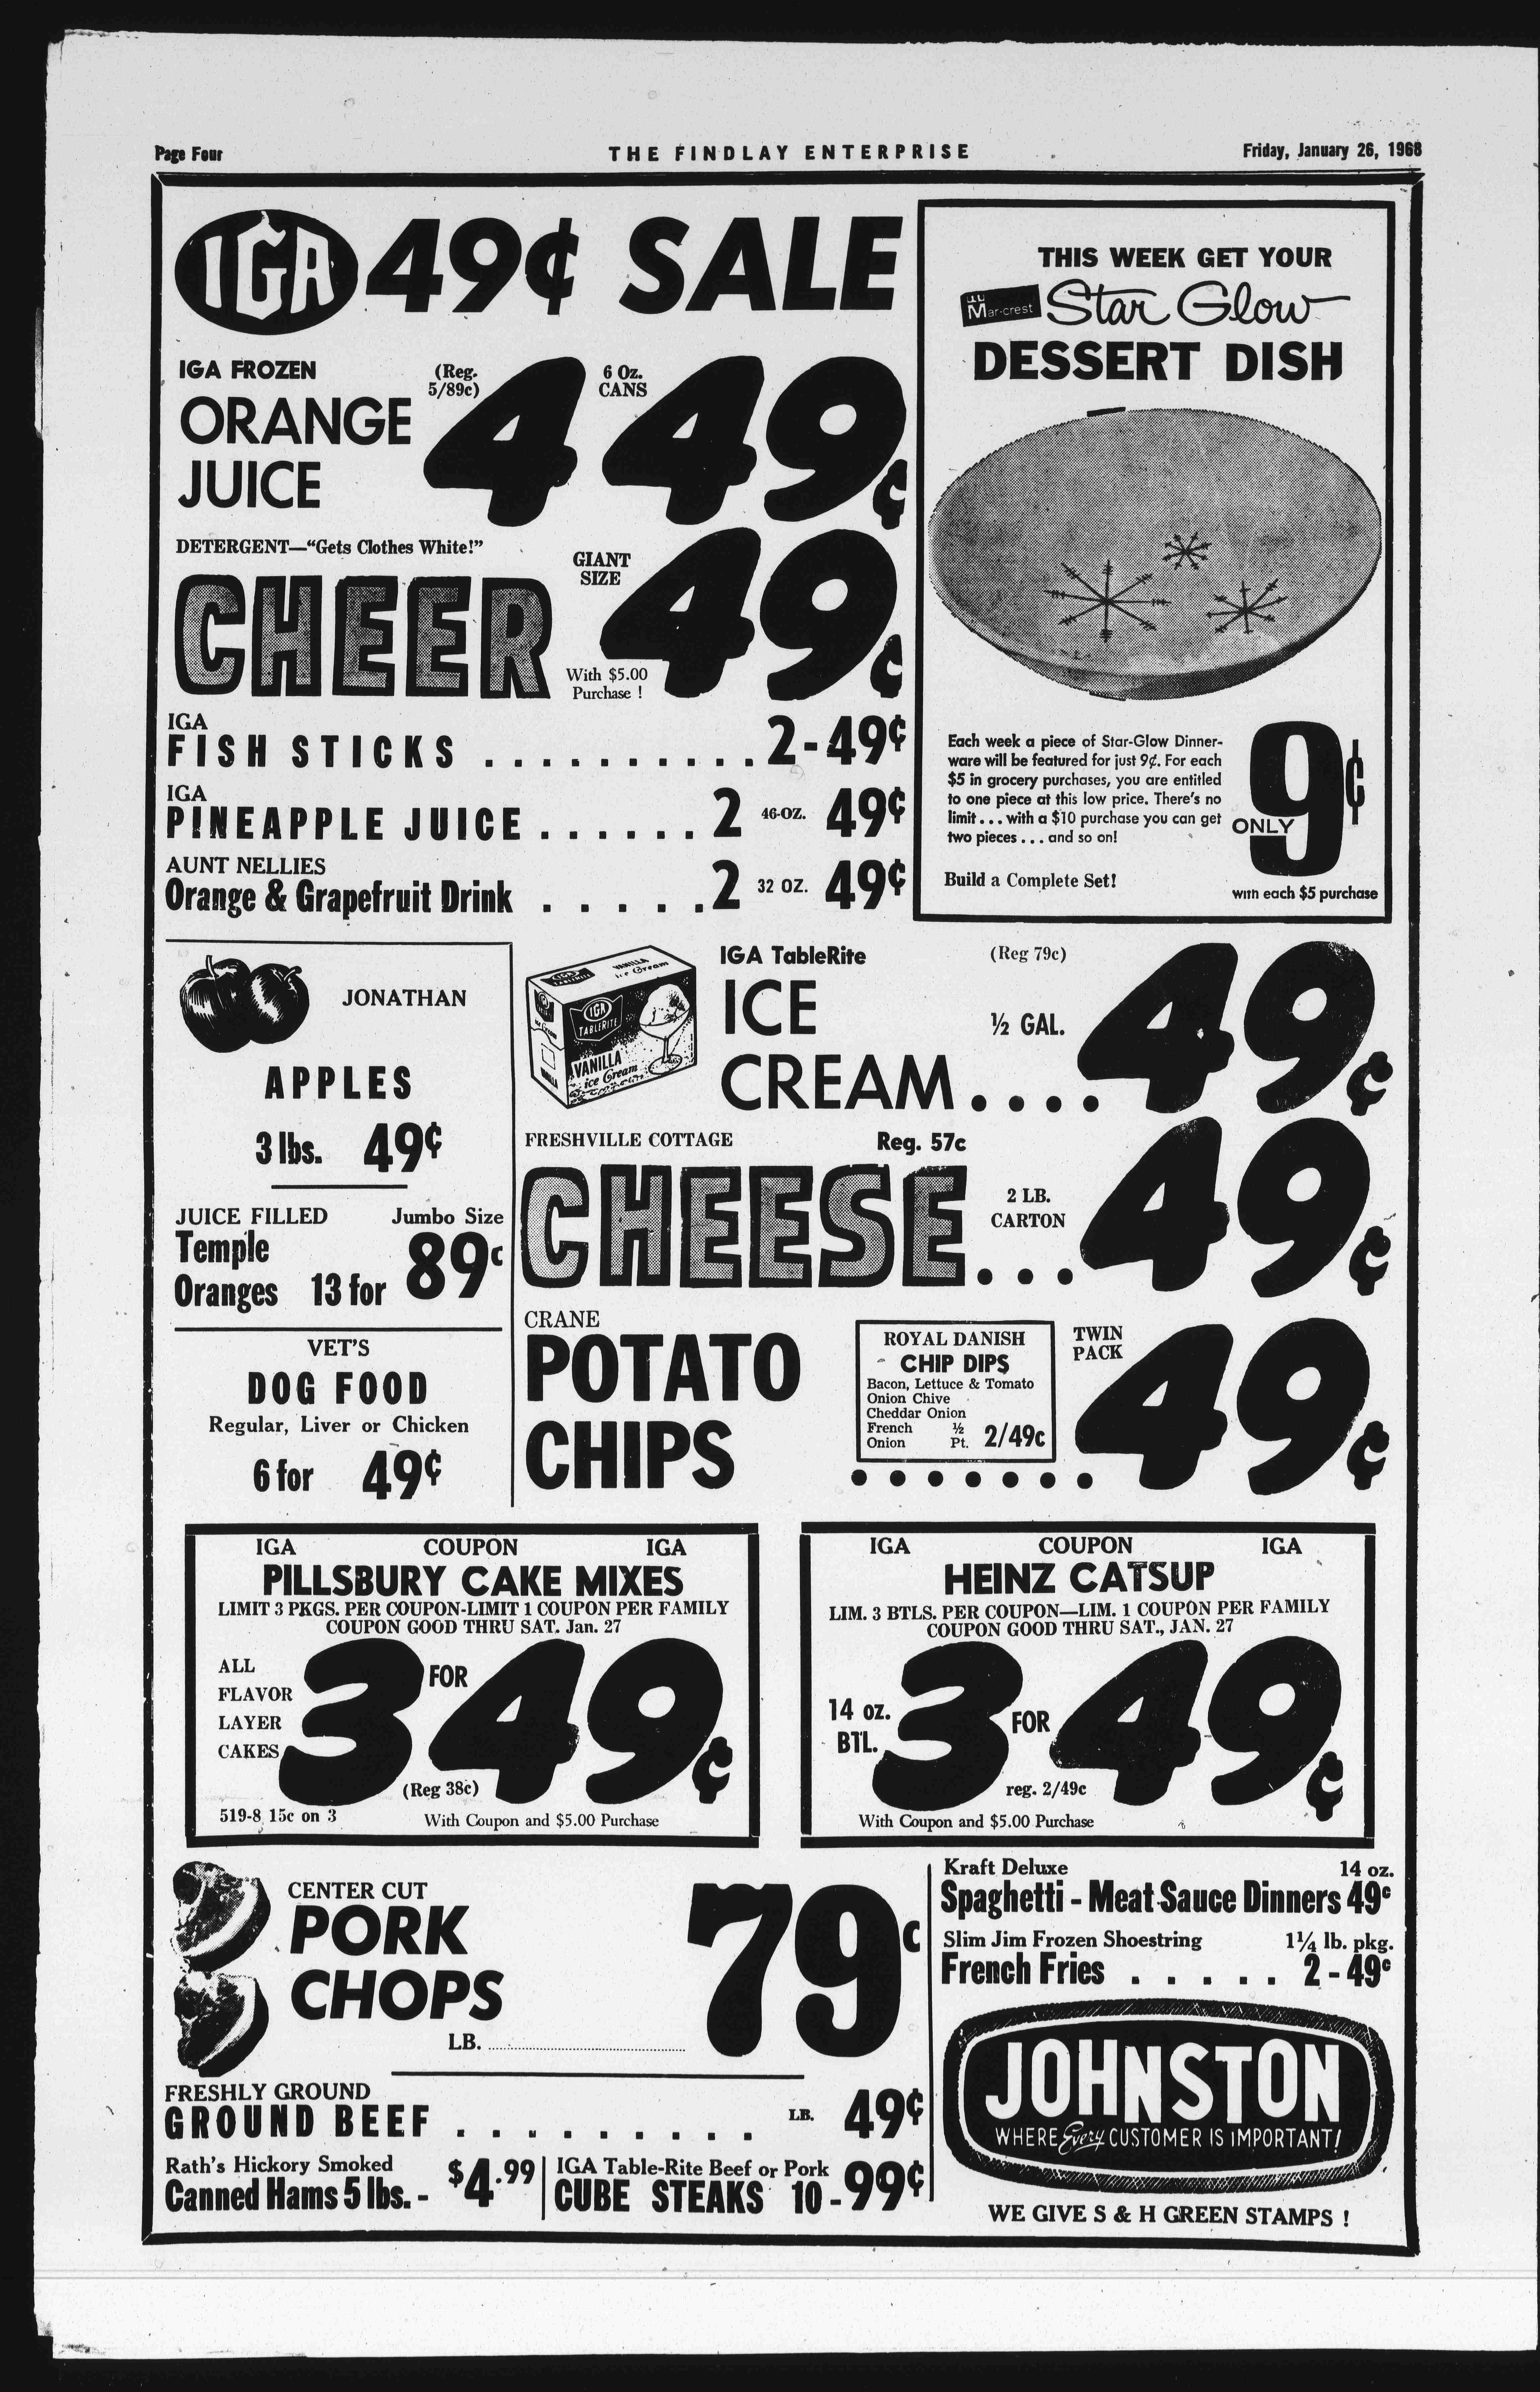 Page Four
THE FINDLAY ENTERPRISE
Friday, January 26, 1968
IGA 49¢ SALE
IGA FROZEN
ORANGE
JUICE
(Reg.
5/89c)
4
6 Oz.
CANS
49¢
DETERGENT—“Gets Clothes White!”
CHEER
GIANT
SIZE
With $5.00
Purchase !
49¢
IGA
FISH STICKS . . . . . . . . . . . 2-49¢
IGA
PINEAPPLE JUICE . . . . . . 2 46-OZ. 49¢
AUNT NELLIES
Orange & Grapefruit Drink . . . . . . 2 32 OZ. 49¢
THIS WEEK GET YOUR
Mar-crest Star Glow
DESSERT DISH
Each week a piece of Star-Glow Dinner-
ware will be featured for just 9¢. For each
$5 in grocery purchases, you are entitled
to one piece at this low price. There's no
limit . . . with a $10 purchase you can get
two pieces . . . and so on!
Build a Complete Set!
ONLY
9¢
with each $5 purchase
JONATHAN
APPLES
3 lbs. 49¢
JUICE FILLED Jumbo Size
Temple
Oranges 13 for 89c
VET'S
DOG FOOD
Regular, Liver or Chicken
6 for 49¢
VANILLA
Ice Cream
IGA
TABLERITE
VANILLA
ice Cream
IGA TableRite
ICE
CREAM . . . .
(Reg 79c)
½ GAL.
49¢
FRESHVILLE COTTAGE
Reg. 57c
CHEESE . . .
2 LB.
CARTON
49¢
CRANE
POTATO
CHIPS
ROYAL DANISH
CHIP DIPS
Bacon, Lettuce & Tomato
Onion Chive
Cheddar Onion
French ½
Onion Pt. 2/49c
. . . . . . .
TWIN
PACK
49¢
IGA COUPON IGA
PILLSBURY CAKE MIXES
LIMIT 3 PKGS. PER COUPON-LIMIT 1 COUPON PER FAMILY
COUPON GOOD THRU SAT. Jan. 27
ALL
FLAVOR
LAYER
CAKES
3 FOR 49¢
(Reg 38c)
519-8 15c on 3
With Coupon and $5.00 Purchase
IGA COUPON IGA
HEINZ CATSUP
LIM. 3 BTLS. PER COUPON—LIM. 1 COUPON PER FAMILY
COUPON GOOD THRU SAT., JAN. 27
14 oz.
BTL.
3 FOR 49¢
reg. 2/49c
With Coupon and $5.00 Purchase
CENTER CUT
PORK
CHOPS
LB. ........ 79c
FRESHLY GROUND
GROUND BEEF . . . . . . . . . LB. 49¢
Rath's Hickory Smoked
Canned Hams 5 lbs. - $4.99
IGA Table-Rite Beef or Pork
CUBE STEAKS 10-99¢
Kraft Deluxe 14 oz.
Spaghetti - Meat Sauce Dinners 49c
Slim Jim Frozen Shoestring 1¼ lb. pkg.
French Fries . . . . . . 2 - 49c
JOHNSTON
WHERE Every CUSTOMER IS IMPORTANT!
WE GIVE S & H GREEN STAMPS !